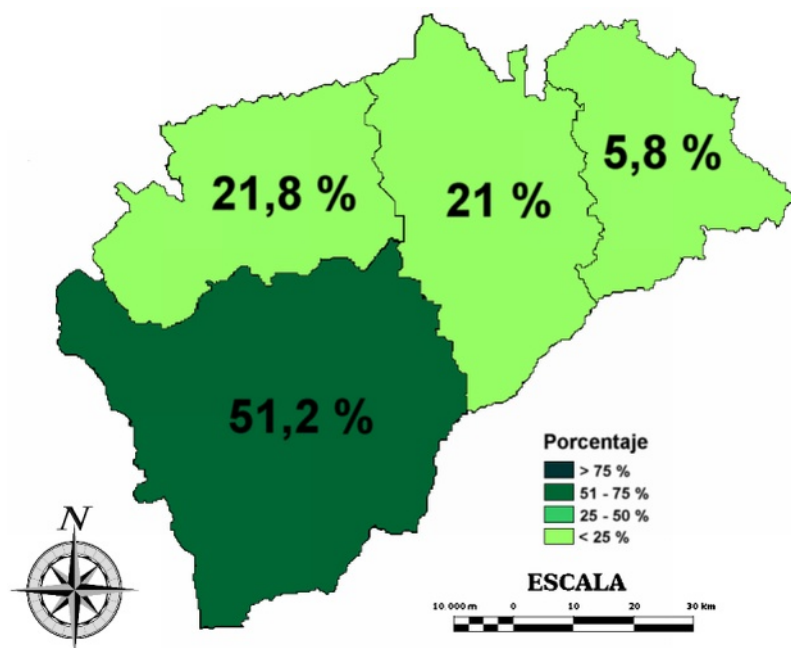 5,8 %
21,8 %
21 %
51,2 %
Porcentaje
> 75 %
51 - 75 %
25 - 50 %
< 25 %
N
ESCALA
10.000 m 0 10 20 30 km